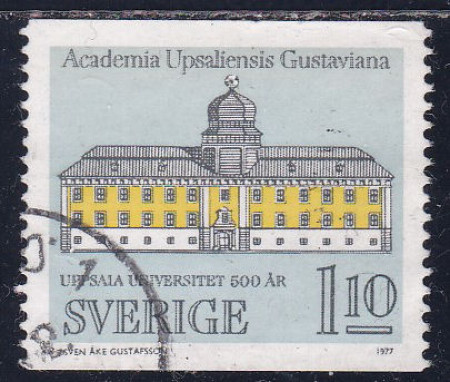 Academia Upsaliensis Gustaviana
UPPSALA UNIVERSITET 500 ÅR
SVERIGE 1 10
SVEN ÅKE GUSTAFSSON 1977